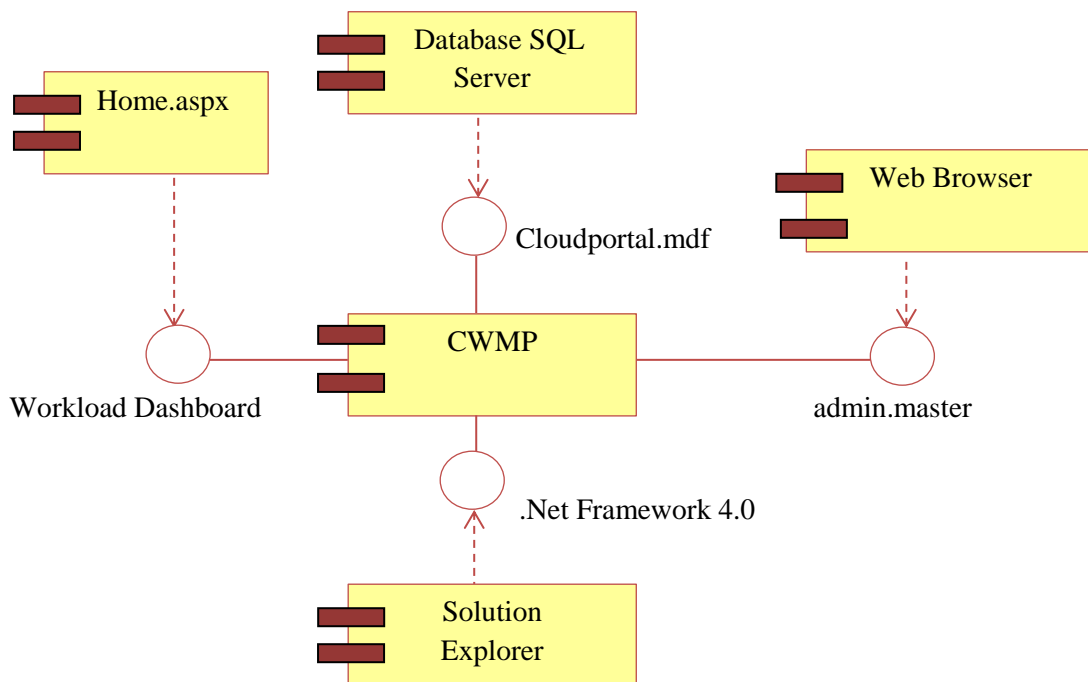 Database SQL
Server
Home.aspx
Web Browser
Cloudportal.mdf
CWMP
Workload Dashboard
admin.master
.Net Framework 4.0
Solution
Explorer